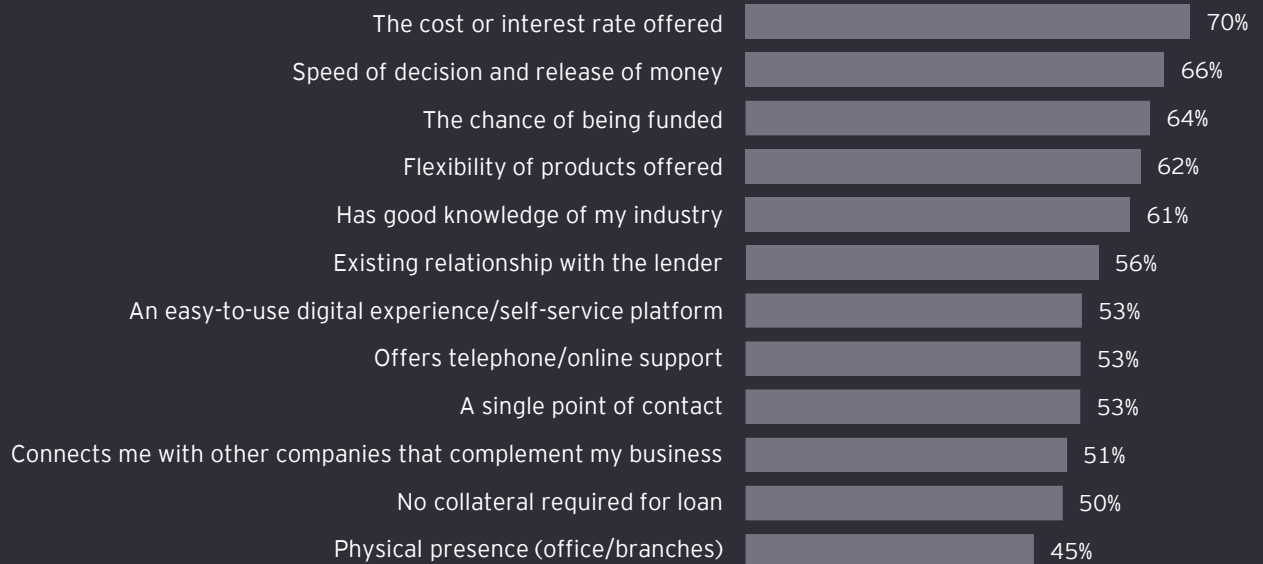 The cost or interest rate offered 70%
Speed of decision and release of money 66%
The chance of being funded 64%
Flexibility of products offered 62%
Has good knowledge of my industry 61%
Existing relationship with the lender 56%
An easy-to-use digital experience/self-service platform 53%
Offers telephone/online support 53%
A single point of contact 53%
Connects me with other companies that complement my business 51%
No collateral required for loan 50%
Physical presence (office/branches) 45%